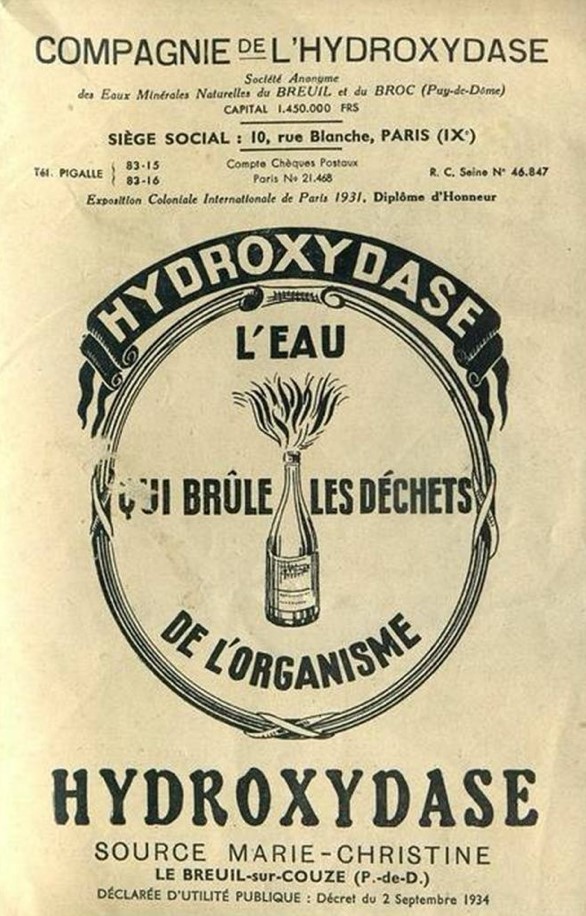 COMPAGNIE DE L'HYDROXYDASE
Société Anonyme
des Eaux Minérales Naturelles du BREUIL et du BROC (Puy-de-Dôme)
CAPITAL 1.450.000 FRS
SIÈGE SOCIAL : 10, rue Blanche, PARIS (IXe)
Tél. PIGALLE { 83-15
83-16
Compte Chèques Postaux
Paris No 21.468
R. C. Seine No 46.847
Exposition Coloniale Internationale de Paris 1931, Diplôme d'Honneur
HYDROXYDASE
L'EAU
QUI BRÛLE LES DÉCHETS
DE L'ORGANISME
HYDROXYDASE
SOURCE MARIE-CHRISTINE
LE BREUIL-sur-COUZE (P.-de-D.)
DÉCLARÉE D'UTILITÉ PUBLIQUE : Décret du 2 Septembre 1934